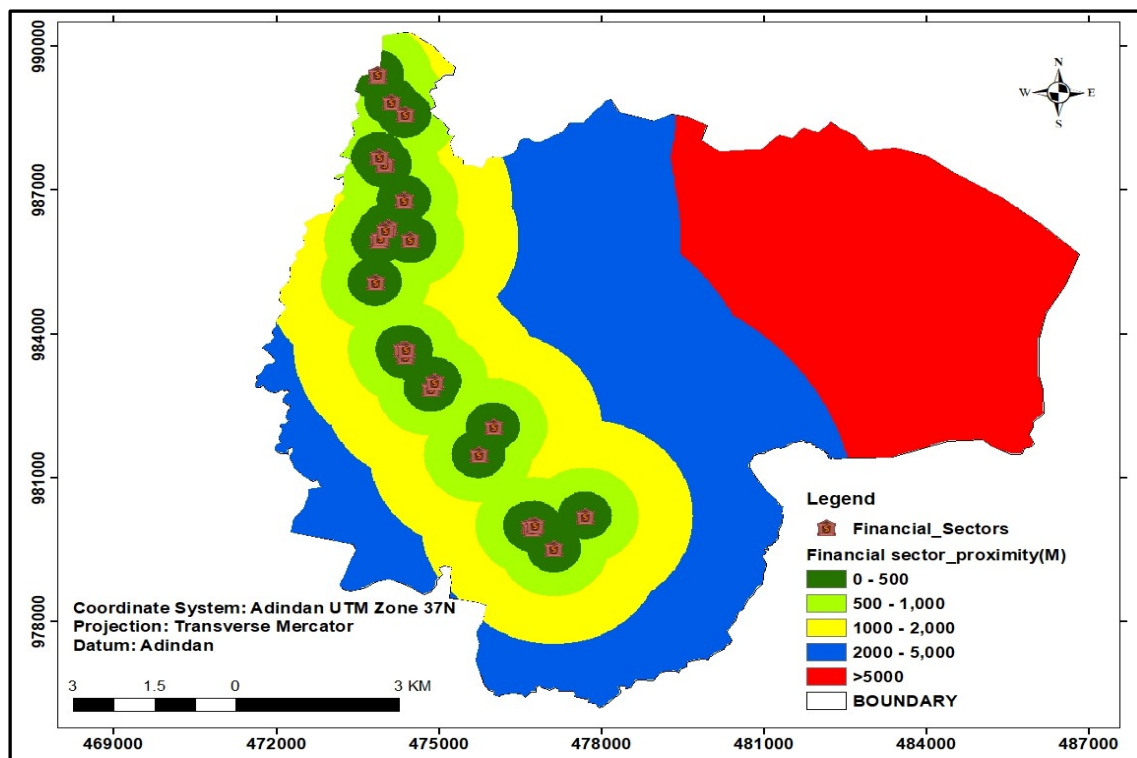 990000
987000
984000
981000
978000
N
W E
S
Legend
Financial_Sectors
Financial sector_proximity(M)
0 - 500
500 - 1,000
1000 - 2,000
2000 - 5,000
>5000
BOUNDARY
Coordinate System: Adindan UTM Zone 37N
Projection: Transverse Mercator
Datum: Adindan
3 1.5 0 3 KM
469000 472000 475000 478000 481000 484000 487000